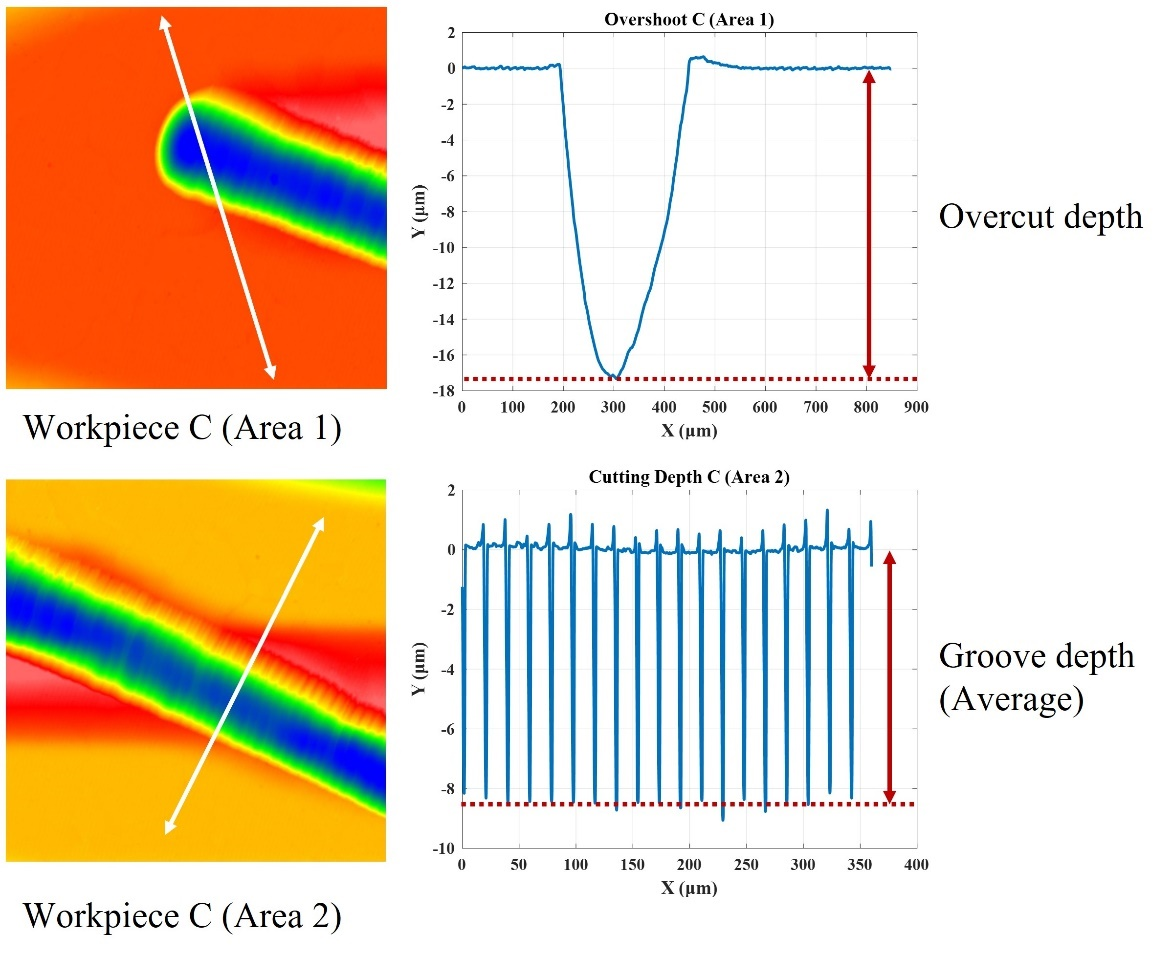 Overshoot C (Area 1)
2
0
-2
-4
-6
-8
-10
-12
-14
-16
-18
Y (μm)
0 100 200 300 400 500 600 700 800 900
X (μm)
Overcut depth
Workpiece C (Area 1)
Cutting Depth C (Area 2)
2
0
-2
-4
-6
-8
-10
Y (μm)
0 50 100 150 200 250 300 350 400
X (μm)
Groove depth
(Average)
Workpiece C (Area 2)